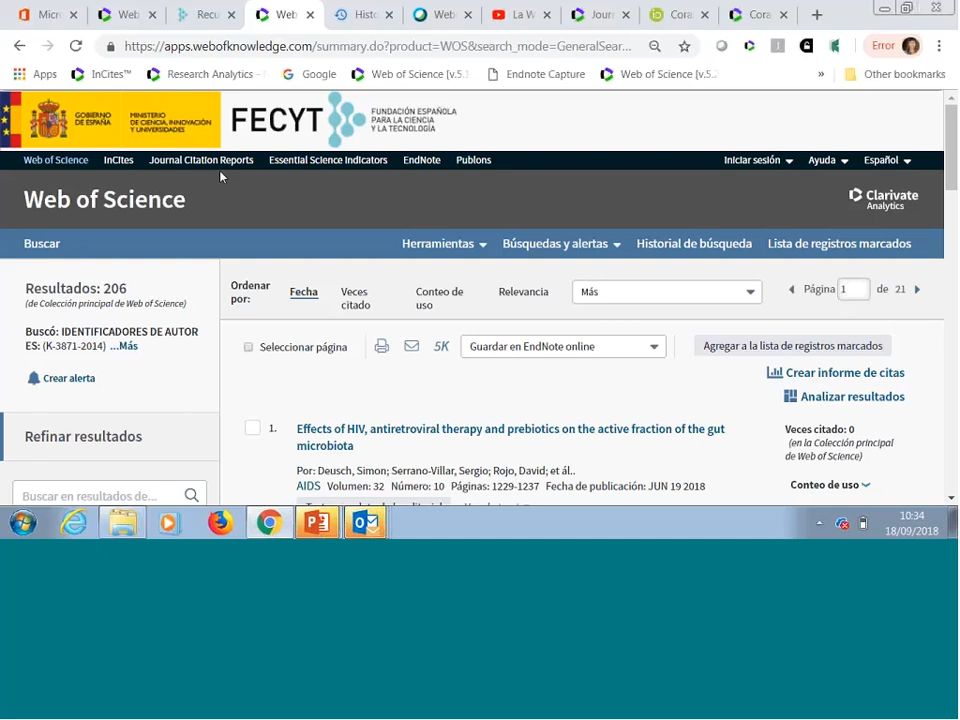 Micro
Web
Recu
Web
Histo
Web
La W
Journ
Cora
Cora
https://apps.webofknowledge.com/summary.do?product=WOS&search_mode=GeneralSear...
Error
Apps
InCites™
Research Analytics -
Google
Web of Science [v.5.
Endnote Capture
Web of Science [v.5.
»
Other bookmarks
GOBIERNO
DE ESPAÑA
MINISTERIO
DE CIENCIA, INNOVACIÓN
Y UNIVERSIDADES
FECYT
FUNDACIÓN ESPAÑOLA
PARA LA CIENCIA
Y LA TECNOLOGÍA
Web of Science InCites Journal Citation Reports Essential Science Indicators EndNote Publons Iniciar sesión Ayuda Español
Web of Science
Clarivate
Analytics
Buscar Herramientas Búsquedas y alertas Historial de búsqueda Lista de registros marcados
Resultados: 206
(de Colección principal de Web of Science)
Buscó: IDENTIFICADORES DE AUTOR
ES: (K-3871-2014) ...Más
Crear alerta
Refinar resultados
Buscar en resultados de...
Ordenar
por:
Fecha
Veces
citado
Conteo de
uso
Relevancia
Más
Página 1 de 21
Seleccionar página
5K
Guardar en EndNote online
Agregar a la lista de registros marcados
Crear informe de citas
Analizar resultados
1.
Effects of HIV, antiretroviral therapy and prebiotics on the active fraction of the gut
microbiota
Por: Deusch, Simon; Serrano-Villar, Sergio; Rojo, David; et ál..
AIDS Volumen: 32 Número: 10 Páginas: 1229-1237 Fecha de publicación: JUN 19 2018
Veces citado: 0
(en la Colección principal
de Web of Science)
Conteo de uso
10:34
18/09/2018